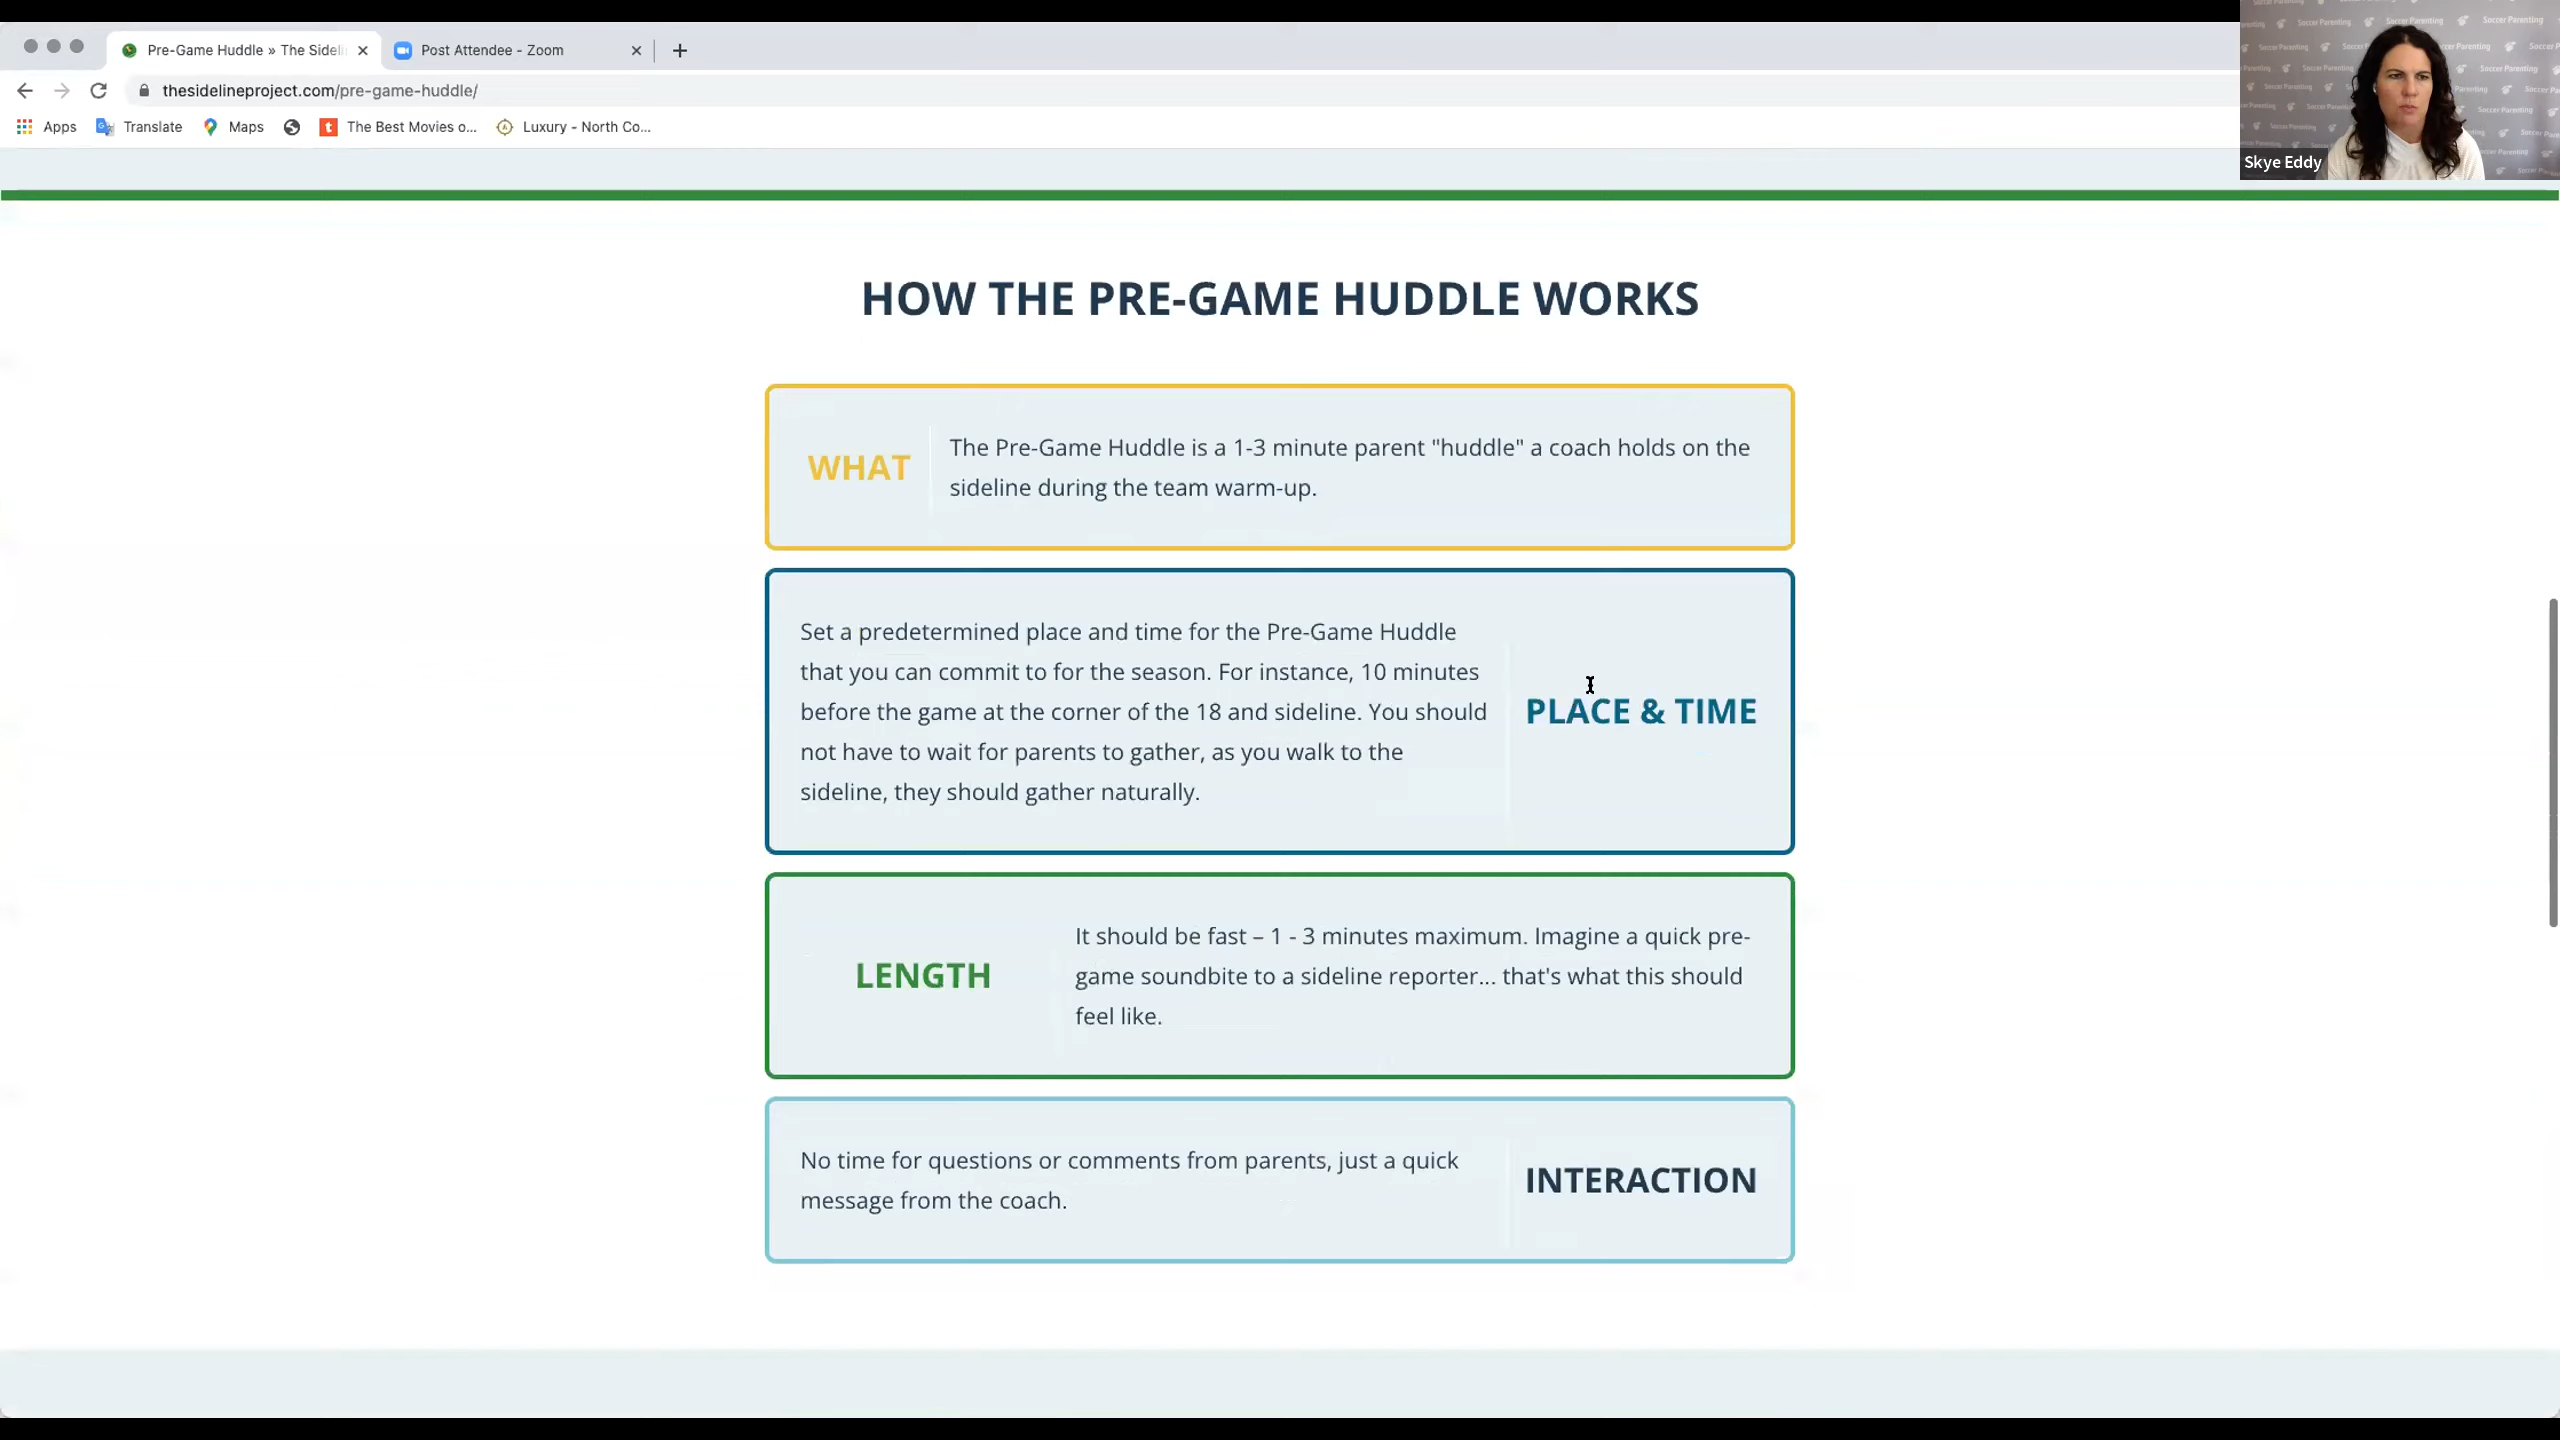 Pre-Game Huddle » The Sideli
Post Attendee - Zoom
thesidelineproject.com/pre-game-huddle/
Apps
Translate
Maps
The Best Movies o...
Luxury - North Co...
Soccer Parenting
Skye Eddy
HOW THE PRE-GAME HUDDLE WORKS
WHAT
The Pre-Game Huddle is a 1-3 minute parent "huddle" a coach holds on the
sideline during the team warm-up.
Set a predetermined place and time for the Pre-Game Huddle
that you can commit to for the season. For instance, 10 minutes
before the game at the corner of the 18 and sideline. You should
not have to wait for parents to gather, as you walk to the
sideline, they should gather naturally.
PLACE & TIME
LENGTH
It should be fast – 1 - 3 minutes maximum. Imagine a quick pre-
game soundbite to a sideline reporter... that's what this should
feel like.
No time for questions or comments from parents, just a quick
message from the coach.
INTERACTION